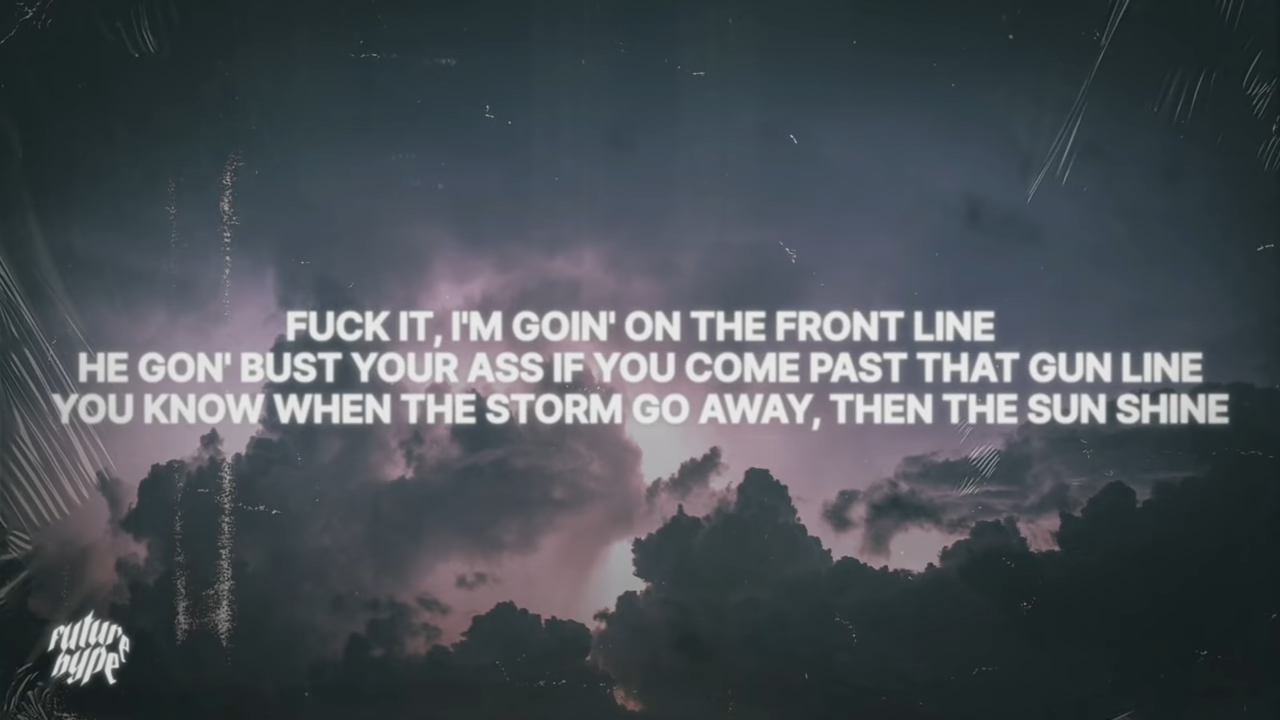 FUCK IT, I'M GOIN' ON THE FRONT LINE
HE GON' BUST YOUR ASS IF YOU COME PAST THAT GUN LINE
YOU KNOW WHEN THE STORM GO AWAY, THEN THE SUN SHINE
future
hype